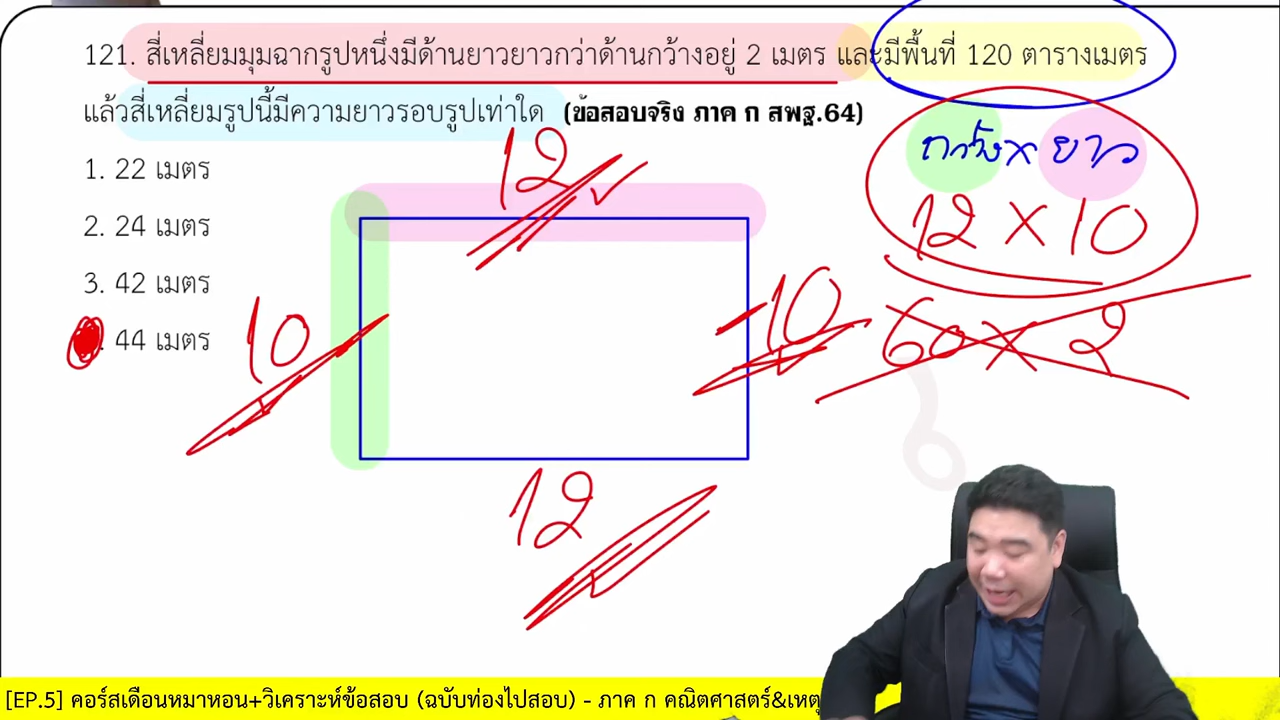 121. สี่เหลี่ยมมุมฉากรูปหนึ่งมีด้านยาวยาวกว่าด้านกว้างอยู่ 2 เมตร และมีพื้นที่ 120 ตารางเมตร
แล้วสี่เหลี่ยมรูปนี้มีความยาวรอบรูปเท่าใด (ข้อสอบจริง ภาค ก สพฐ.64)
1. 22 เมตร
2. 24 เมตร
3. 42 เมตร
. 44 เมตร
กว้าง × ยาว
12 × 10
60 × 2
12
10
10
12
[EP.5] คอร์สเดือนหมาหอน+วิเคราะห์ข้อสอบ (ฉบับท่องไปสอบ) - ภาค ก คณิตศาสตร์&เหตุ